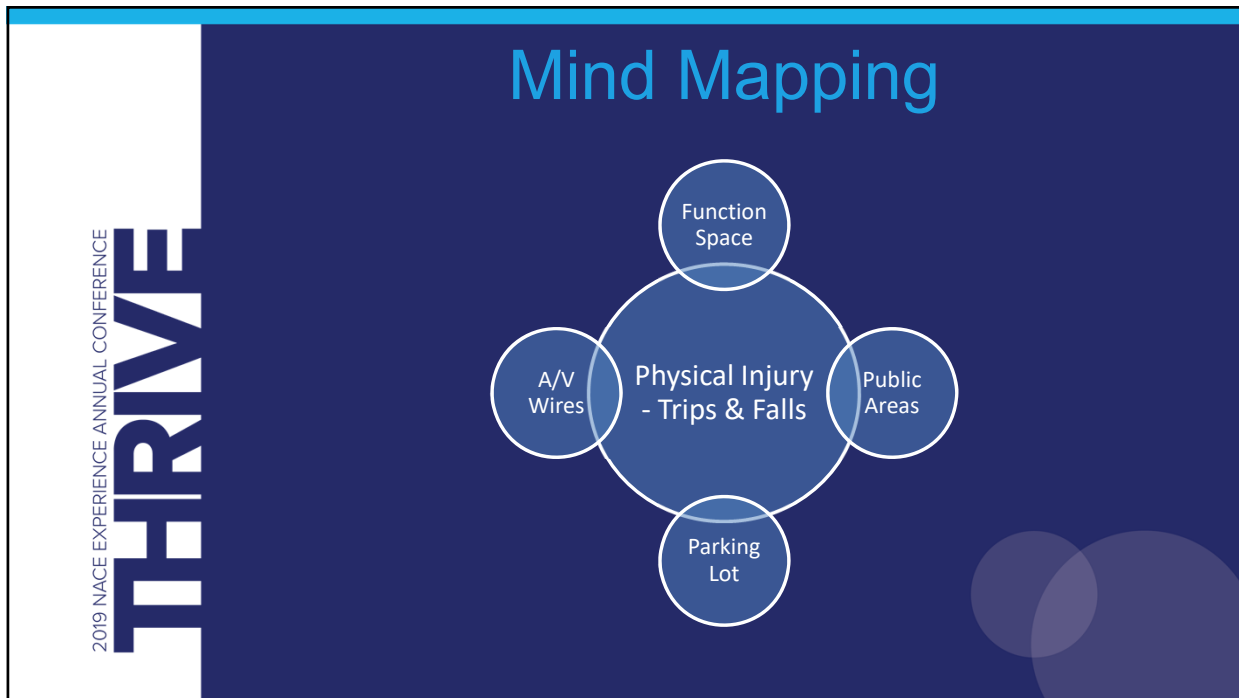 Mind Mapping
2019 NACE EXPERIENCE ANNUAL CONFERENCE
THRIVE
Function
Space
A/V
Wires
Physical Injury
- Trips & Falls
Public
Areas
Parking
Lot